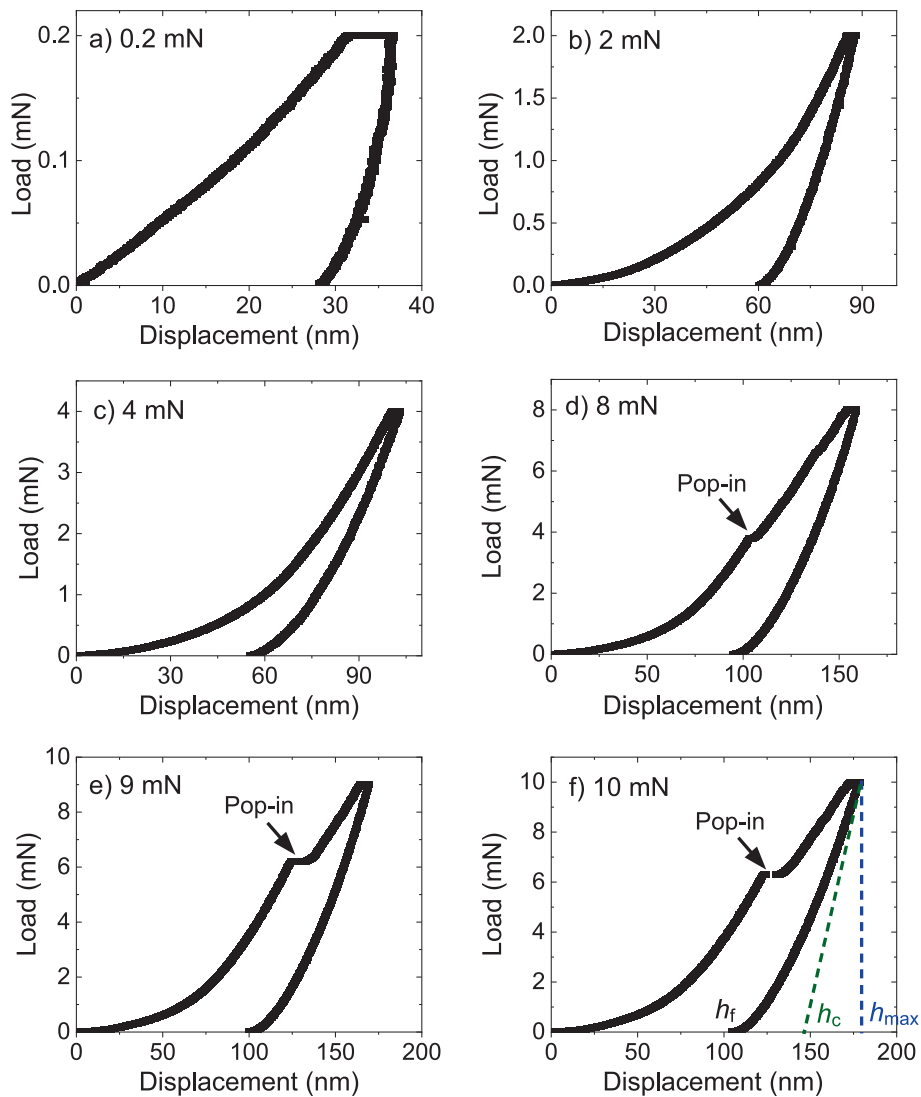 a) 0.2 mN
0.2
0.1
0.0
Load (mN)
0 10 20 30 40
Displacement (nm)
b) 2 mN
2.0
1.5
1.0
0.5
0.0
Load (mN)
0 30 60 90
Displacement (nm)
c) 4 mN
4
3
2
1
0
Load (mN)
0 30 60 90
Displacement (nm)
d) 8 mN
8
6
4
2
0
Load (mN)
Pop-in
0 50 100 150
Displacement (nm)
e) 9 mN
10
8
6
4
2
0
Load (mN)
Pop-in
0 50 100 150 200
Displacement (nm)
f) 10 mN
10
8
6
4
2
0
Load (mN)
Pop-in
hf hc hmax
0 25 50 75 100 125 150 175 200
Displacement (nm)